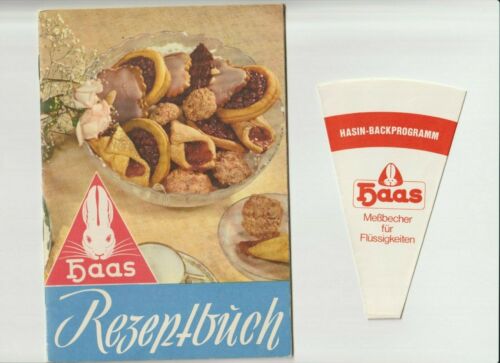 haas
Rezeptbuch
HASIN-BACKPROGRAMM
haas
Meßbecher
für
Flüssigkeiten